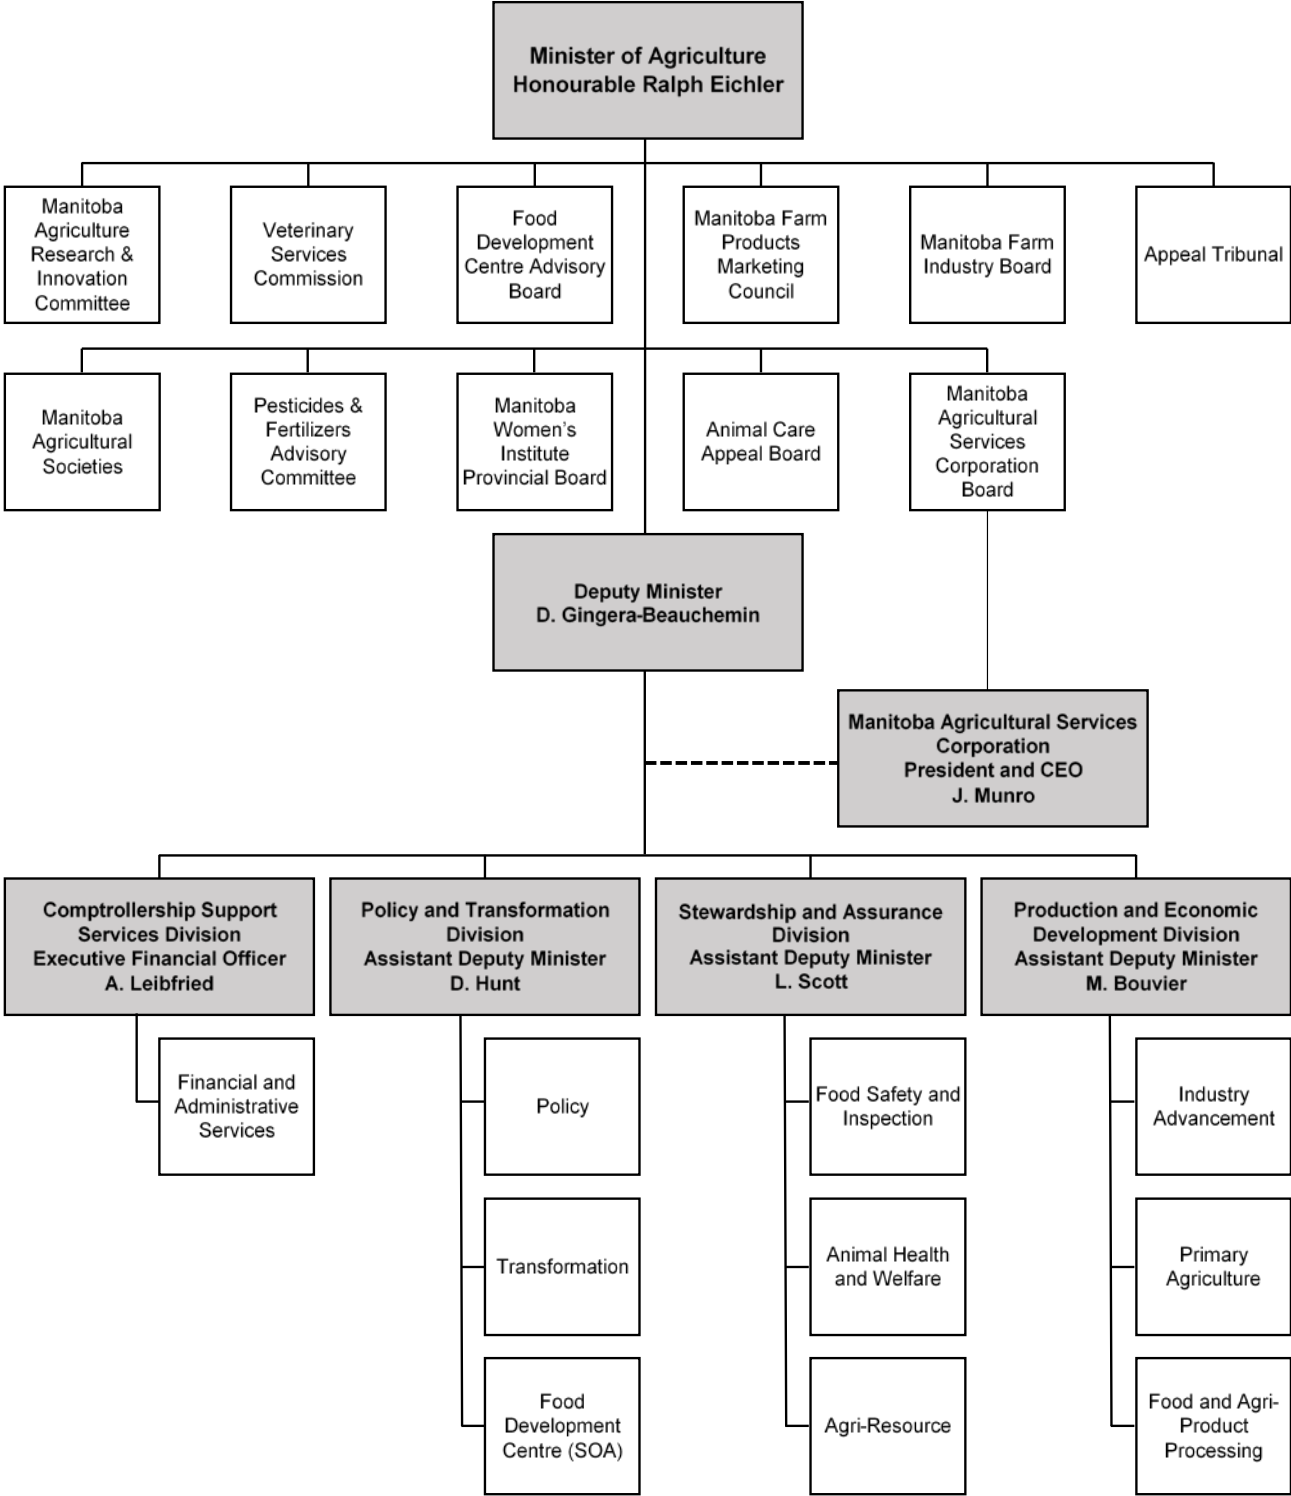 Minister of Agriculture
Honourable Ralph Eichler
Manitoba
Agriculture
Research &
Innovation
Committee
Veterinary
Services
Commission
Food
Development
Centre Advisory
Board
Manitoba Farm
Products
Marketing
Council
Manitoba Farm
Industry Board
Appeal Tribunal
Manitoba
Agricultural
Societies
Pesticides &
Fertilizers
Advisory
Committee
Manitoba
Women’s
Institute
Provincial Board
Animal Care
Appeal Board
Manitoba
Agricultural
Services
Corporation
Board
Deputy Minister
D. Gingera-Beauchemin
Manitoba Agricultural Services
Corporation
President and CEO
J. Munro
Comptrollership Support
Services Division
Executive Financial Officer
A. Leibfried
Policy and Transformation
Division
Assistant Deputy Minister
D. Hunt
Stewardship and Assurance
Division
Assistant Deputy Minister
L. Scott
Production and Economic
Development Division
Assistant Deputy Minister
M. Bouvier
Financial and
Administrative
Services
Policy
Food Safety and
Inspection
Industry
Advancement
Transformation
Animal Health
and Welfare
Primary
Agriculture
Food
Development
Centre (SOA)
Agri-Resource
Food and Agri-
Product
Processing